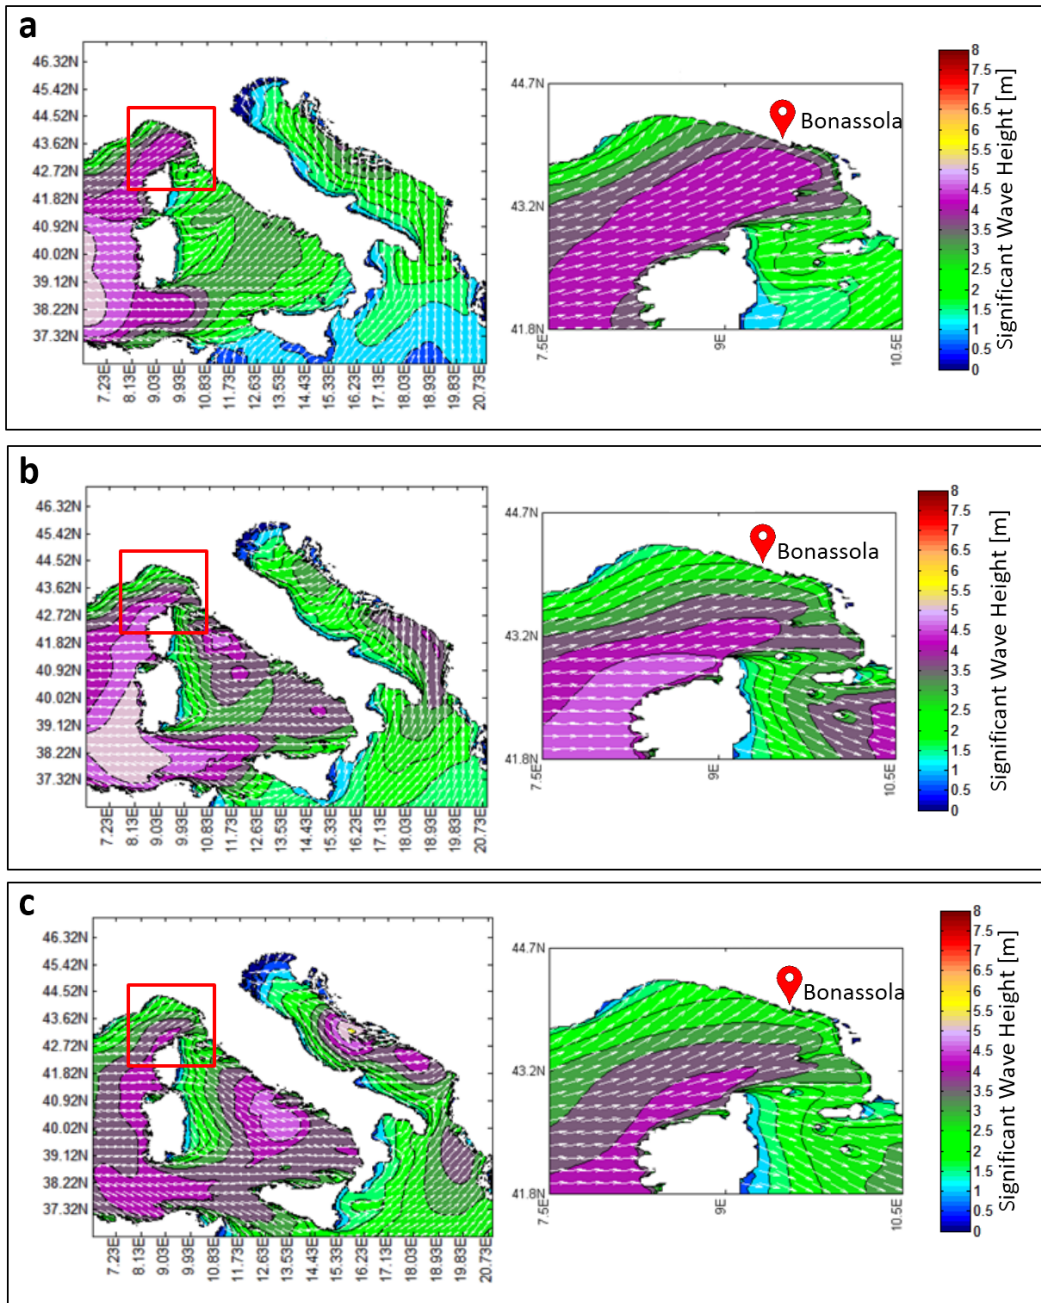 a
46.32N
45.42N
44.52N
43.62N
42.72N
41.82N
40.92N
40.02N
39.12N
38.22N
37.32N
7.23E
8.13E
9.03E
9.93E
10.83E
11.73E
12.63E
13.53E
14.43E
15.33E
16.23E
17.13E
18.03E
18.93E
19.83E
20.73E
44.7N
43.2N
41.8N
7.5E
9E
10.5E
Bonassola
8
7.5
7
6.5
6
5.5
5
4.5
4
3.5
3
2.5
2
1.5
1
0.5
0
Significant Wave Height [m]
b
46.32N
45.42N
44.52N
43.62N
42.72N
41.82N
40.92N
40.02N
39.12N
38.22N
37.32N
7.23E
8.13E
9.03E
9.93E
10.83E
11.73E
12.63E
13.53E
14.43E
15.33E
16.23E
17.13E
18.03E
18.93E
19.83E
20.73E
44.7N
43.2N
41.8N
7.5E
9E
10.5E
Bonassola
8
7.5
7
6.5
6
5.5
5
4.5
4
3.5
3
2.5
2
1.5
1
0.5
0
Significant Wave Height [m]
c
46.32N
45.42N
44.52N
43.62N
42.72N
41.82N
40.92N
40.02N
39.12N
38.22N
37.32N
7.23E
8.13E
9.03E
9.93E
10.83E
11.73E
12.63E
13.53E
14.43E
15.33E
16.23E
17.13E
18.03E
18.93E
19.83E
20.73E
44.7N
43.2N
41.8N
7.5E
9E
10.5E
Bonassola
8
7.5
7
6.5
6
5.5
5
4.5
4
3.5
3
2.5
2
1.5
1
0.5
0
Significant Wave Height [m]